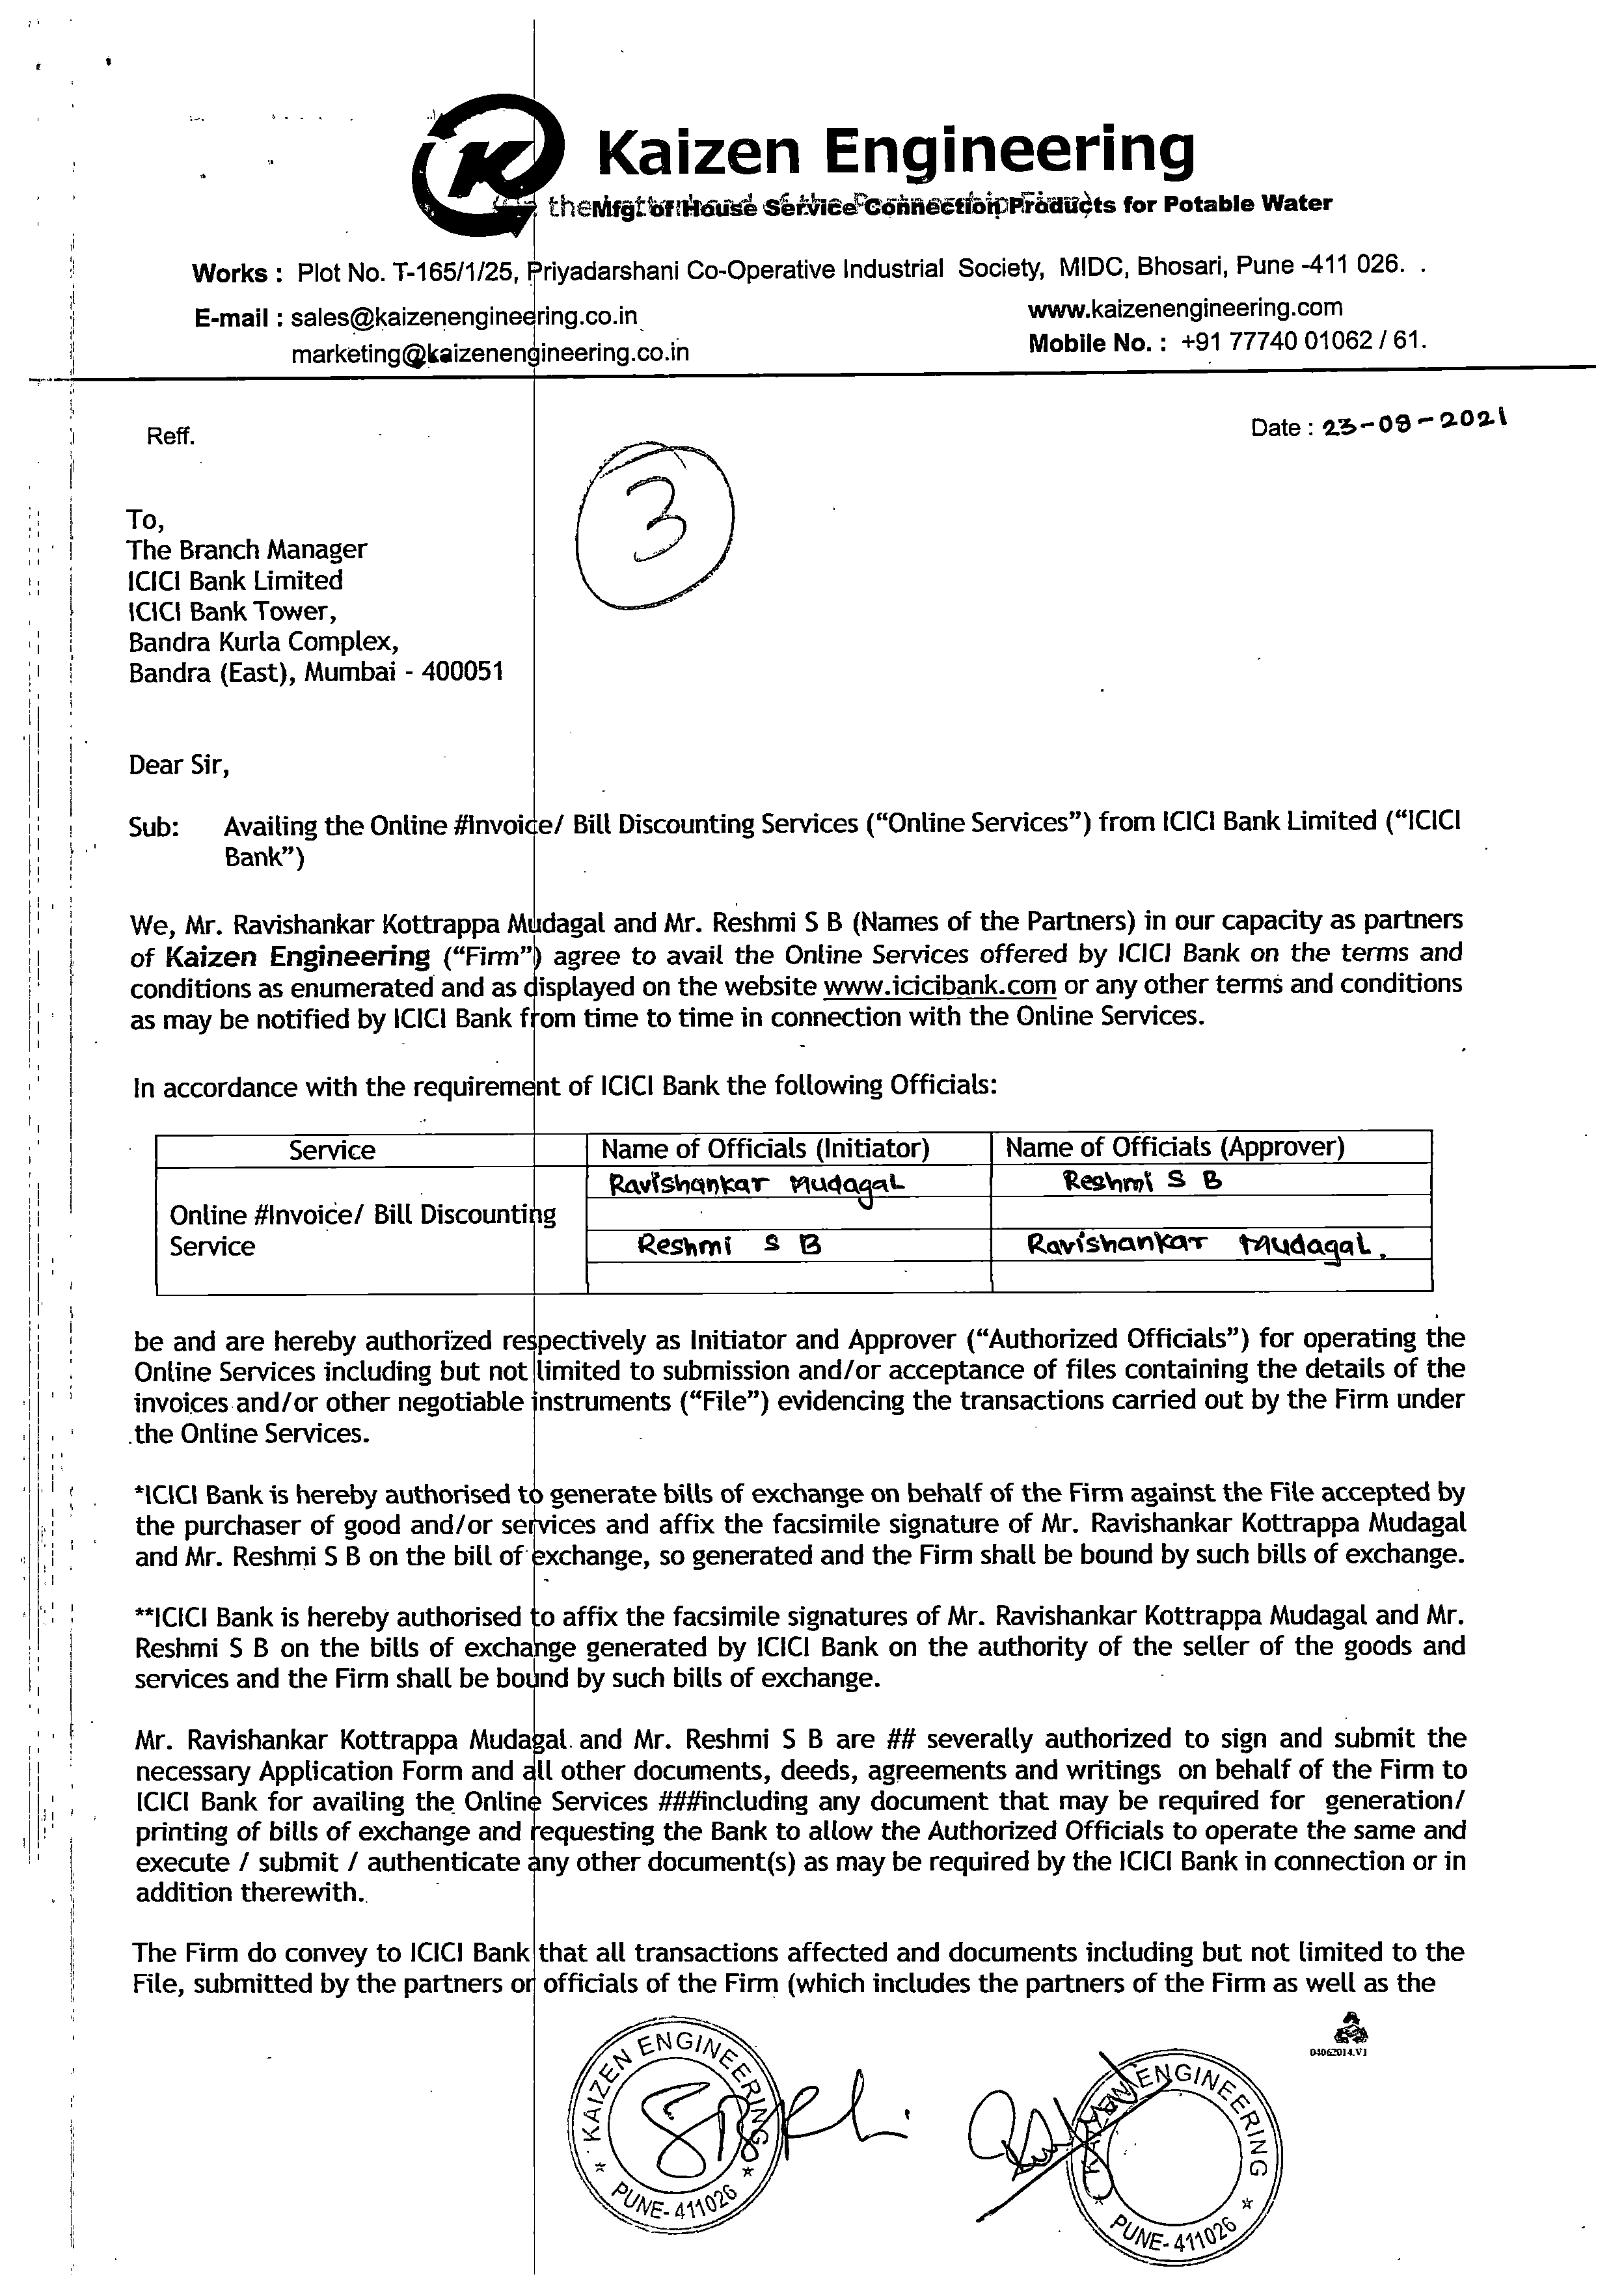 K Kaizen Engineering
Mfg. of House Service Connection Products for Potable Water
Works : Plot No. T-165/1/25, Priyadarshani Co-Operative Industrial Society, MIDC, Bhosari, Pune -411 026.
E-mail : sales@kaizenengineering.co.in
www.kaizenengineering.com
marketing@kaizenengineering.co.in
Mobile No. : +91 77740 01062 / 61.
Reff.
Date : 23-08-2021
3
To,
The Branch Manager
ICICI Bank Limited
ICICI Bank Tower,
Bandra Kurla Complex,
Bandra (East), Mumbai - 400051
Dear Sir,
Sub: Availing the Online #Invoice/ Bill Discounting Services (“Online Services”) from ICICI Bank Limited (“ICICI
Bank”)
We, Mr. Ravishankar Kottrappa Mudagal and Mr. Reshmi S B (Names of the Partners) in our capacity as partners
of Kaizen Engineering (“Firm”) agree to avail the Online Services offered by ICICI Bank on the terms and
conditions as enumerated and as displayed on the website www.icicibank.com or any other terms and conditions
as may be notified by ICICI Bank from time to time in connection with the Online Services.
In accordance with the requirement of ICICI Bank the following Officials:
Service Name of Officials (Initiator) Name of Officials (Approver)
Ravishankar Mudagal Reshmi S B
Online #Invoice/ Bill Discounting
Service Reshmi S B Ravishankar Mudagal.
be and are hereby authorized respectively as Initiator and Approver (“Authorized Officials”) for operating the
Online Services including but not limited to submission and/or acceptance of files containing the details of the
invoices and/or other negotiable instruments (“File”) evidencing the transactions carried out by the Firm under
the Online Services.
*ICICI Bank is hereby authorised to generate bills of exchange on behalf of the Firm against the File accepted by
the purchaser of good and/or services and affix the facsimile signature of Mr. Ravishankar Kottrappa Mudagal
and Mr. Reshmi S B on the bill of exchange, so generated and the Firm shall be bound by such bills of exchange.
**ICICI Bank is hereby authorised to affix the facsimile signatures of Mr. Ravishankar Kottrappa Mudagal and Mr.
Reshmi S B on the bills of exchange generated by ICICI Bank on the authority of the seller of the goods and
services and the Firm shall be bound by such bills of exchange.
Mr. Ravishankar Kottrappa Mudagal and Mr. Reshmi S B are ## severally authorized to sign and submit the
necessary Application Form and all other documents, deeds, agreements and writings on behalf of the Firm to
ICICI Bank for availing the Online Services ###including any document that may be required for generation/
printing of bills of exchange and requesting the Bank to allow the Authorized Officials to operate the same and
execute / submit / authenticate any other document(s) as may be required by the ICICI Bank in connection or in
addition therewith.
The Firm do convey to ICICI Bank that all transactions affected and documents including but not limited to the
File, submitted by the partners or officials of the Firm (which includes the partners of the Firm as well as the
04062014.V1
KAIZEN ENGINEERING
* PUNE-411026 *
KAIZEN ENGINEERING
* PUNE-411026 *